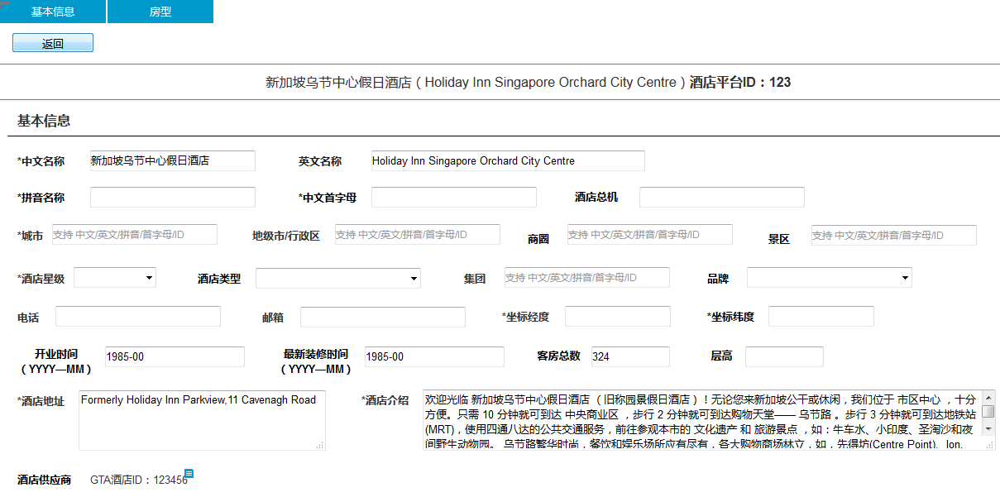 基本信息 房型
返回
新加坡乌节中心假日酒店（Holiday Inn Singapore Orchard City Centre）酒店平台ID：123
基本信息
*中文名称 新加坡乌节中心假日酒店 英文名称 Holiday Inn Singapore Orchard City Centre
*拼音名称 *中文首字母 酒店总机
*城市 支持 中文/英文/拼音/首字母/ID 地级市/行政区 支持 中文/英文/拼音/首字母/ID 商圈 支持 中文/英文/拼音/首字母/ID 景区 支持 中文/英文/拼音/首字母/ID
*酒店星级 酒店类型 集团 支持 中文/英文/拼音/首字母/ID 品牌
电话 邮箱 *坐标经度 *坐标纬度
开业时间 1985-00 最新装修时间 1985-00 客房总数 324 层高
（YYYY—MM） （YYYY—MM）
*酒店地址 Formerly Holiday Inn Parkview,11 Cavenagh Road *酒店介绍 欢迎光临 新加坡乌节中心假日酒店 （旧称园景假日酒店）！无论您来新加坡公干或休闲，我们位于 市区中心 ，十分
方便。只需 10 分钟就可到达 中央商业区 ，步行 2 分钟就可到达购物天堂—— 乌节路 。步行 3 分钟就可到达地铁站
(MRT)，使用四通八达的公共交通服务，前往参观本市的 文化遗产 和 旅游景点 ，如：牛车水、小印度、圣淘沙和夜
间野生动物园。 乌节路繁华时尚，餐饮和娱乐场所应有尽有，各大购物商场林立，如，先得坊(Centre Point)、Ion、
酒店供应商 GTA酒店ID：123456